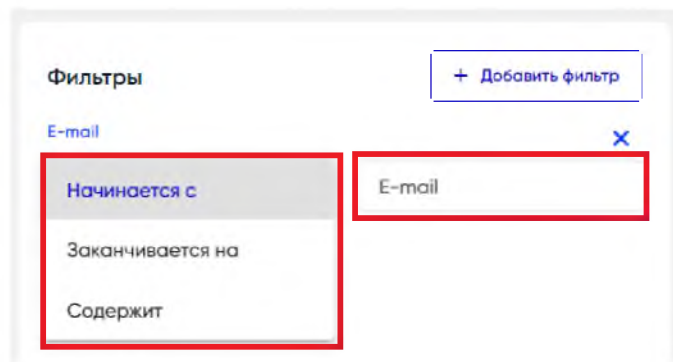 Фильтры
+ Добавить фильтр
E-mail
Начинается с
E-mail
Заканчивается на
Содержит